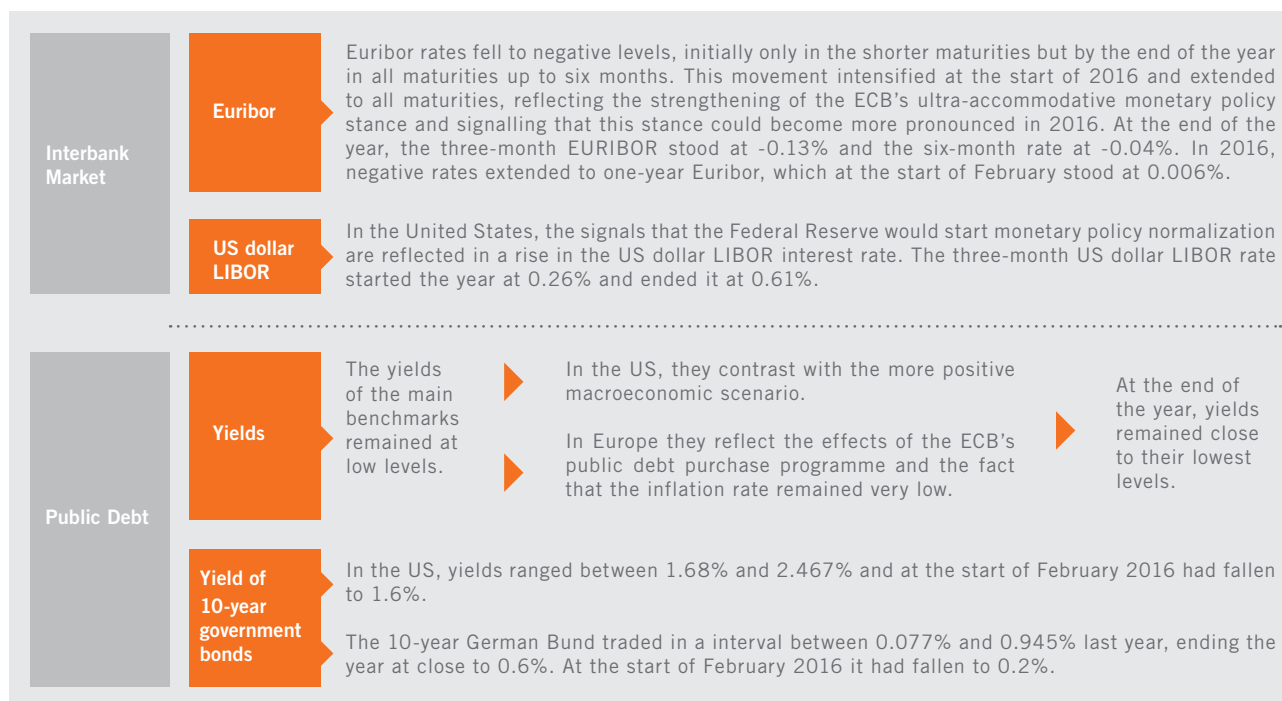 Interbank
Market
Euribor
Euribor rates fell to negative levels, initially only in the shorter maturities but by the end of the year
in all maturities up to six months. This movement intensified at the start of 2016 and extended
to all maturities, reflecting the strengthening of the ECB's ultra-accommodative monetary policy
stance and signalling that this stance could become more pronounced in 2016. At the end of the
year, the three-month EURIBOR stood at -0.13% and the six-month rate at -0.04%. In 2016,
negative rates extended to one-year Euribor, which at the start of February stood at 0.006%.
US dollar
LIBOR
In the United States, the signals that the Federal Reserve would start monetary policy normalization
are reflected in a rise in the US dollar LIBOR interest rate. The three-month US dollar LIBOR rate
started the year at 0.26% and ended it at 0.61%.
Public Debt
Yields
The yields
of the main
benchmarks
remained at
low levels.
In the US, they contrast with the more positive
macroeconomic scenario.
In Europe they reflect the effects of the ECB's
public debt purchase programme and the fact
that the inflation rate remained very low.
At the end of
the year, yields
remained close
to their lowest
levels.
Yield of
10-year
government
bonds
In the US, yields ranged between 1.68% and 2.467% and at the start of February 2016 had fallen
to 1.6%.
The 10-year German Bund traded in a interval between 0.077% and 0.945% last year, ending the
year at close to 0.6%. At the start of February 2016 it had fallen to 0.2%.